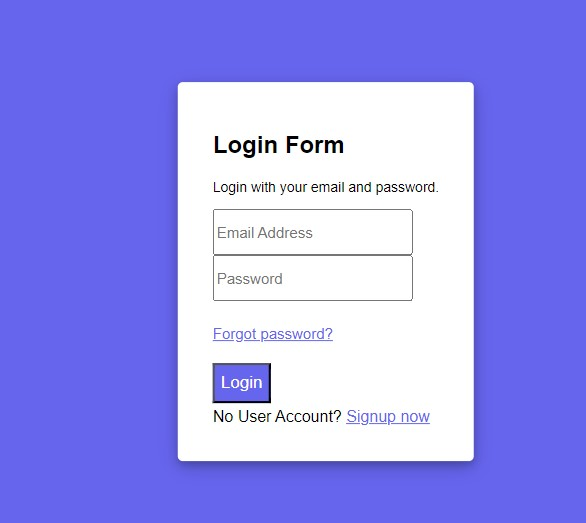 Login Form
Login with your email and password.
Email Address
Password
Forgot password?
Login
No User Account? Signup now